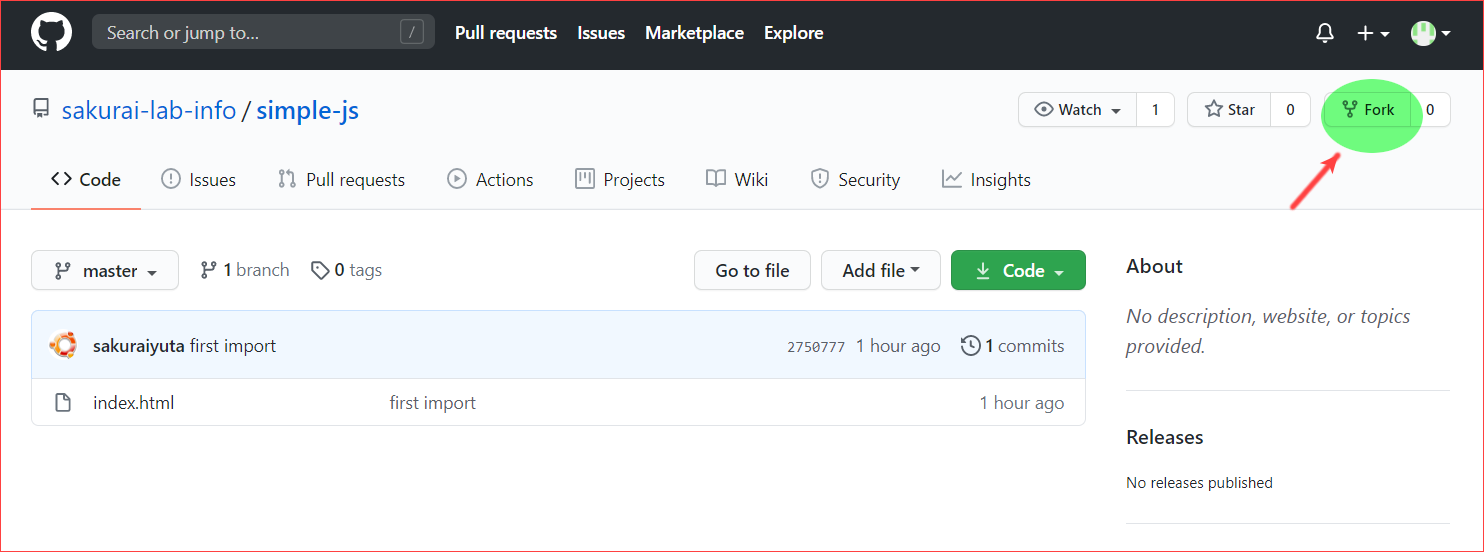 Search or jump to... / Pull requests Issues Marketplace Explore
sakurai-lab-info / simple-js Watch 1 Star 0 Fork 0
Code Issues Pull requests Actions Projects Wiki Security Insights
master 1 branch 0 tags Go to file Add file Code
sakuraiyuta first import 2750777 1 hour ago 1 commits
index.html first import 1 hour ago
About
No description, website, or topics
provided.
Releases
No releases published